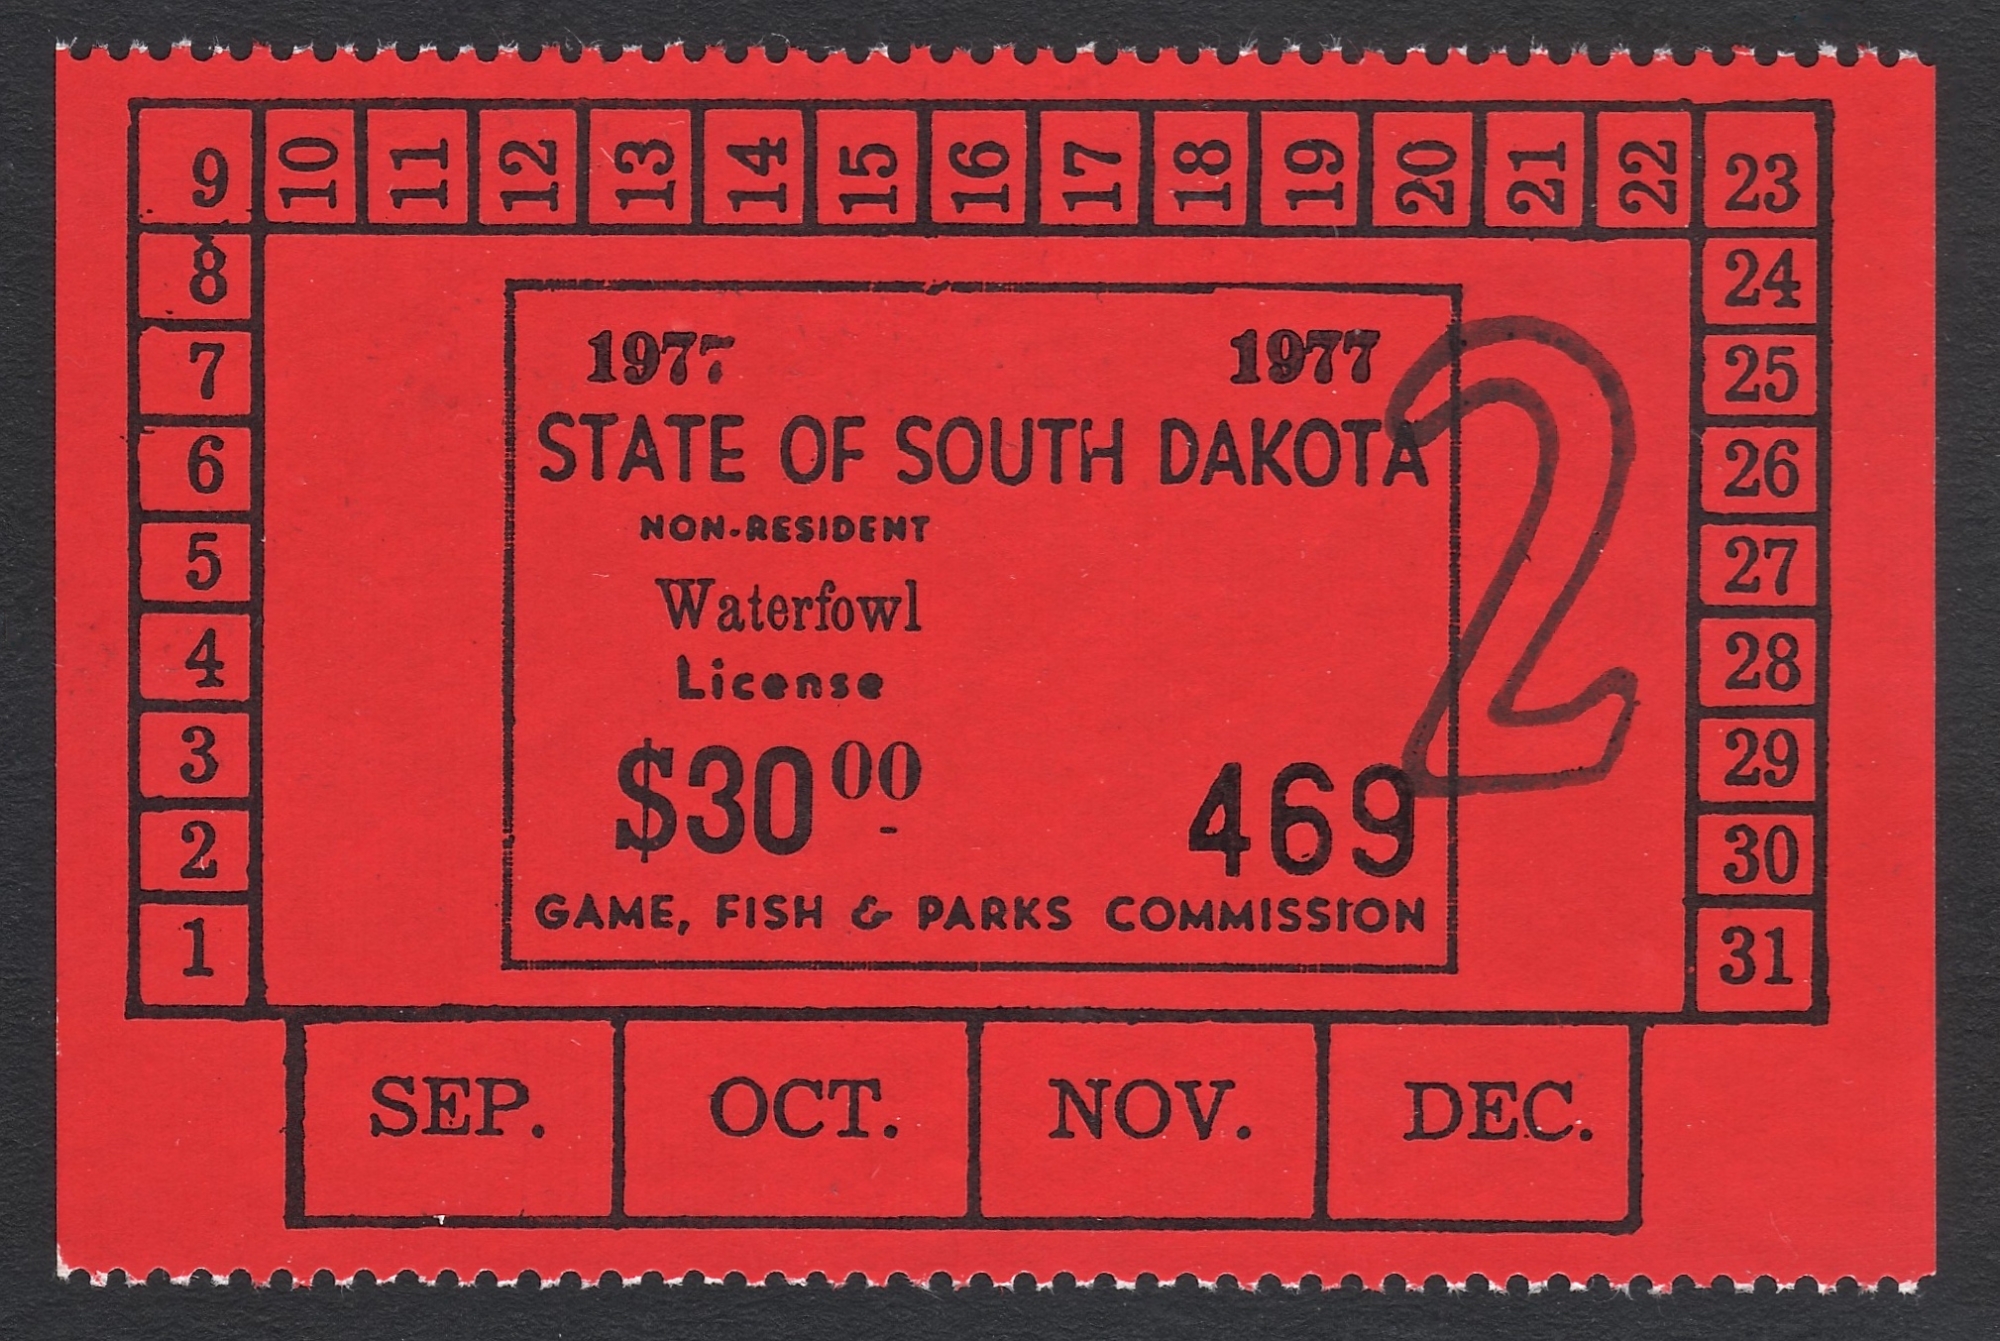 9 10 11 12 13 14 15 16 17 18 19 20 21 22 23
8 24
7 25
6 26
5 27
4 28
3 29
2 30
1 31
1977 1977
STATE OF SOUTH DAKOTA
NON-RESIDENT
Waterfowl
License
$30 00
469
2
GAME, FISH & PARKS COMMISSION
SEP. OCT. NOV. DEC.